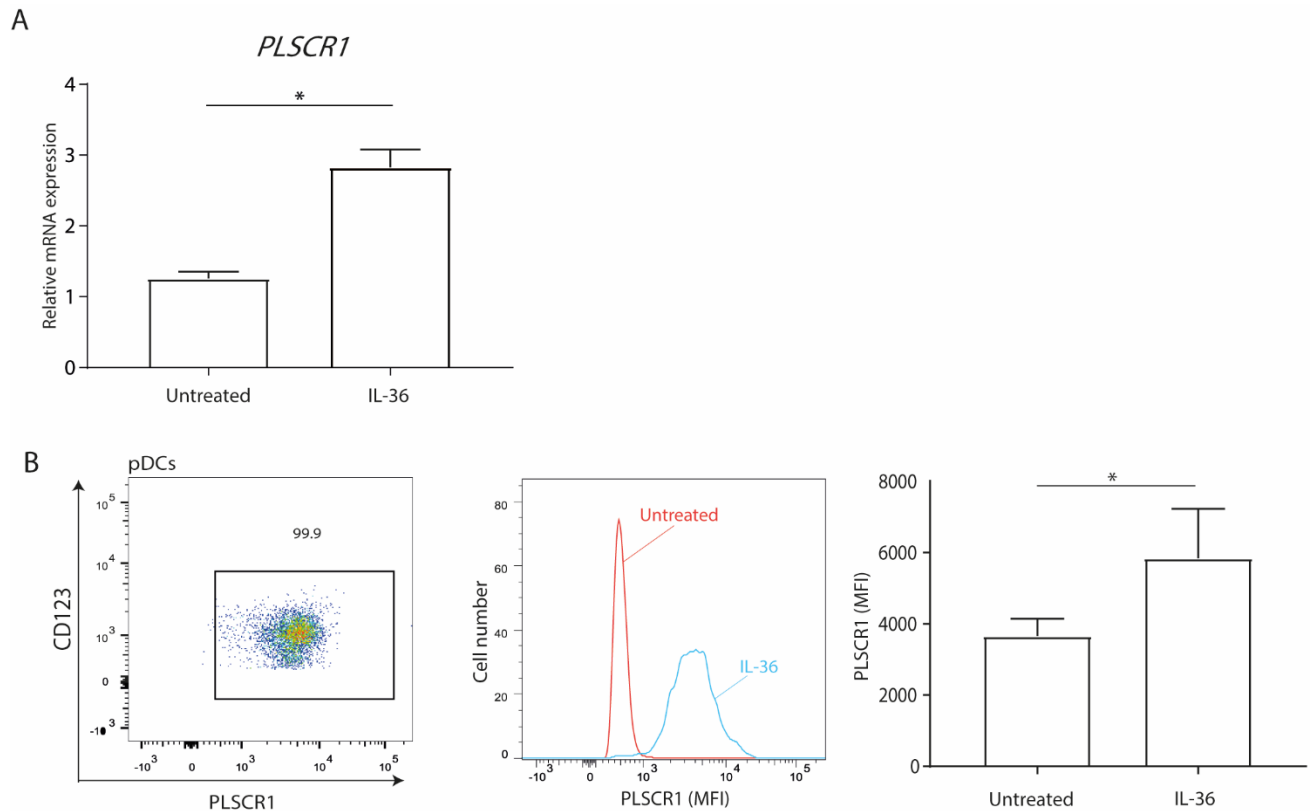 A
PLSCR1
4
3
2
1
0
Relative mRNA expression
*
Untreated
IL-36
B
pDCs
99.9
CD123
10^5
10^4
10^3
0
-10^3
-10^3
0
10^3
10^4
10^5
PLSCR1
Untreated
IL-36
Cell number
80
60
40
20
0
-10^3
0
10^3
10^4
10^5
PLSCR1 (MFI)
*
PLSCR1 (MFI)
8000
6000
4000
2000
0
Untreated
IL-36